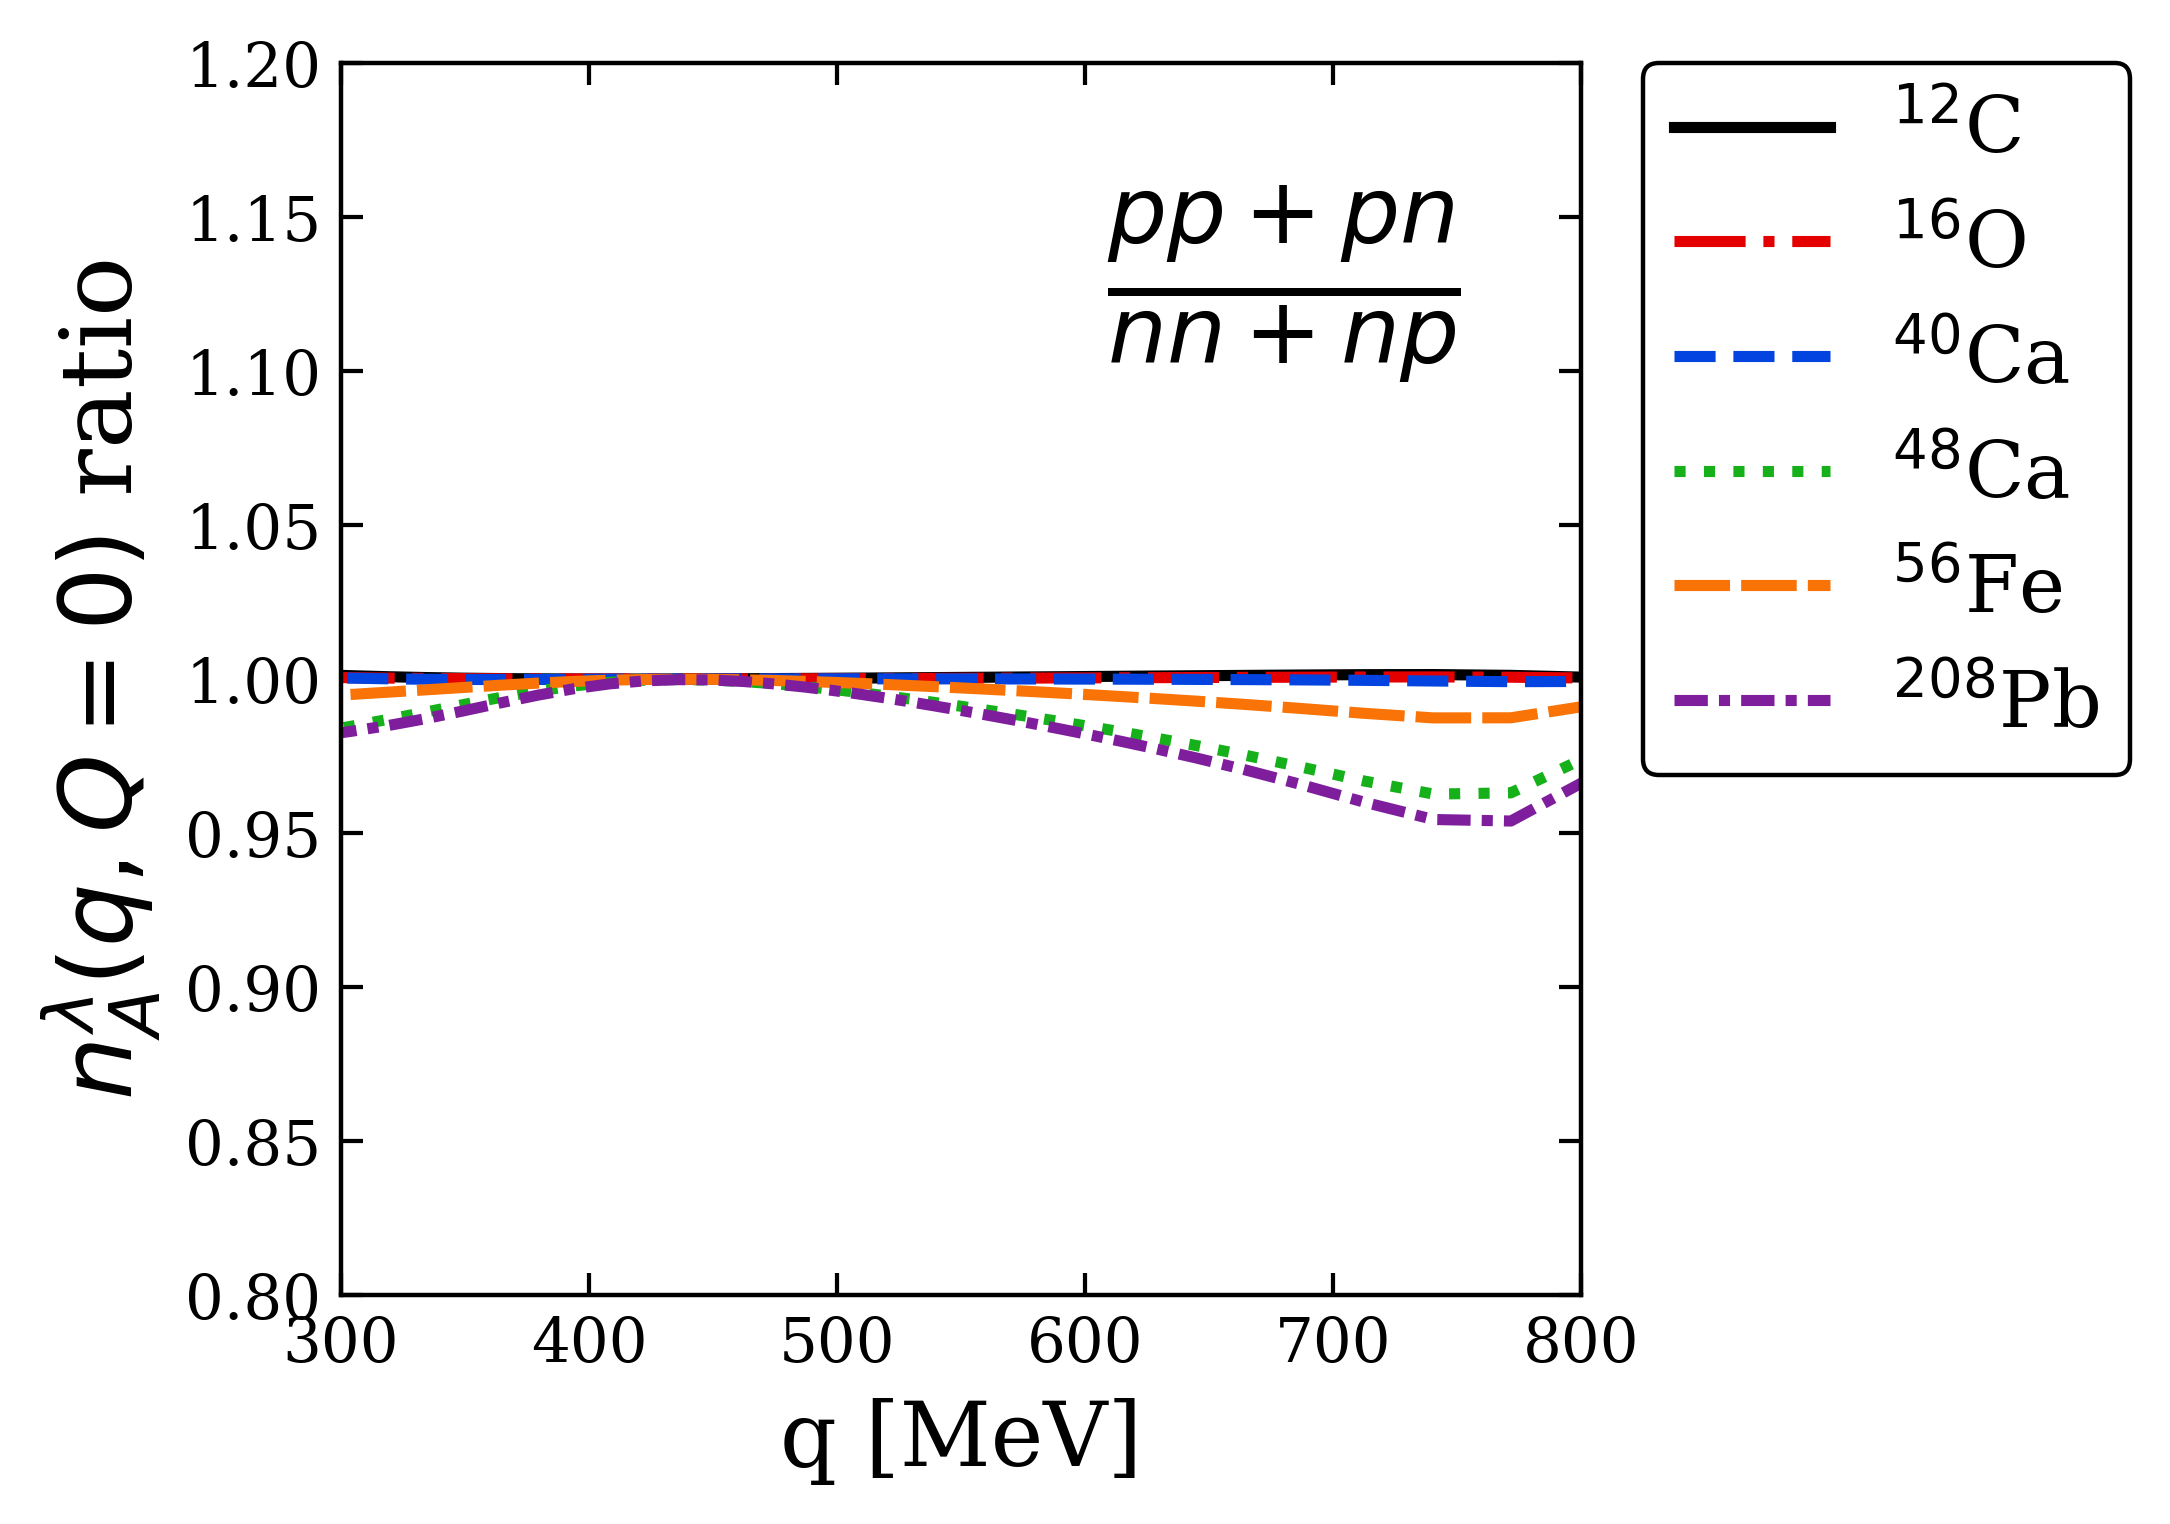 1.20
1.15
1.10
1.05
1.00
0.95
0.90
0.85
0.80
300 400 500 600 700 800
q [MeV]
n_A^λ(q, Q = 0) ratio
pp + pn
nn + np
¹²C
¹⁶O
⁴⁰Ca
⁴⁸Ca
⁵⁶Fe
²⁰⁸Pb